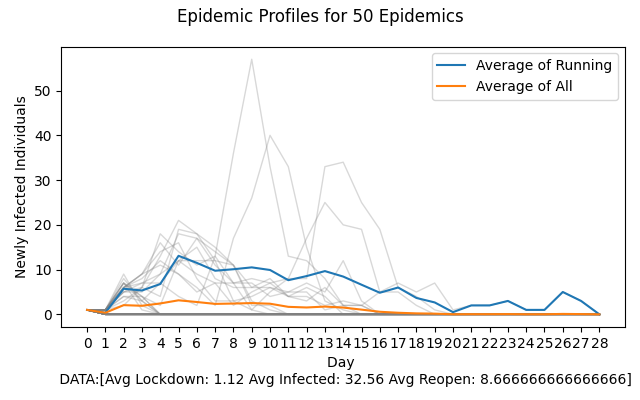 Epidemic Profiles for 50 Epidemics
Average of Running
Average of All
Newly Infected Individuals
50
40
30
20
10
0
0 1 2 3 4 5 6 7 8 9 10 11 12 13 14 15 16 17 18 19 20 21 22 23 24 25 26 27 28
Day
DATA:[Avg Lockdown: 1.12 Avg Infected: 32.56 Avg Reopen: 8.666666666666666]